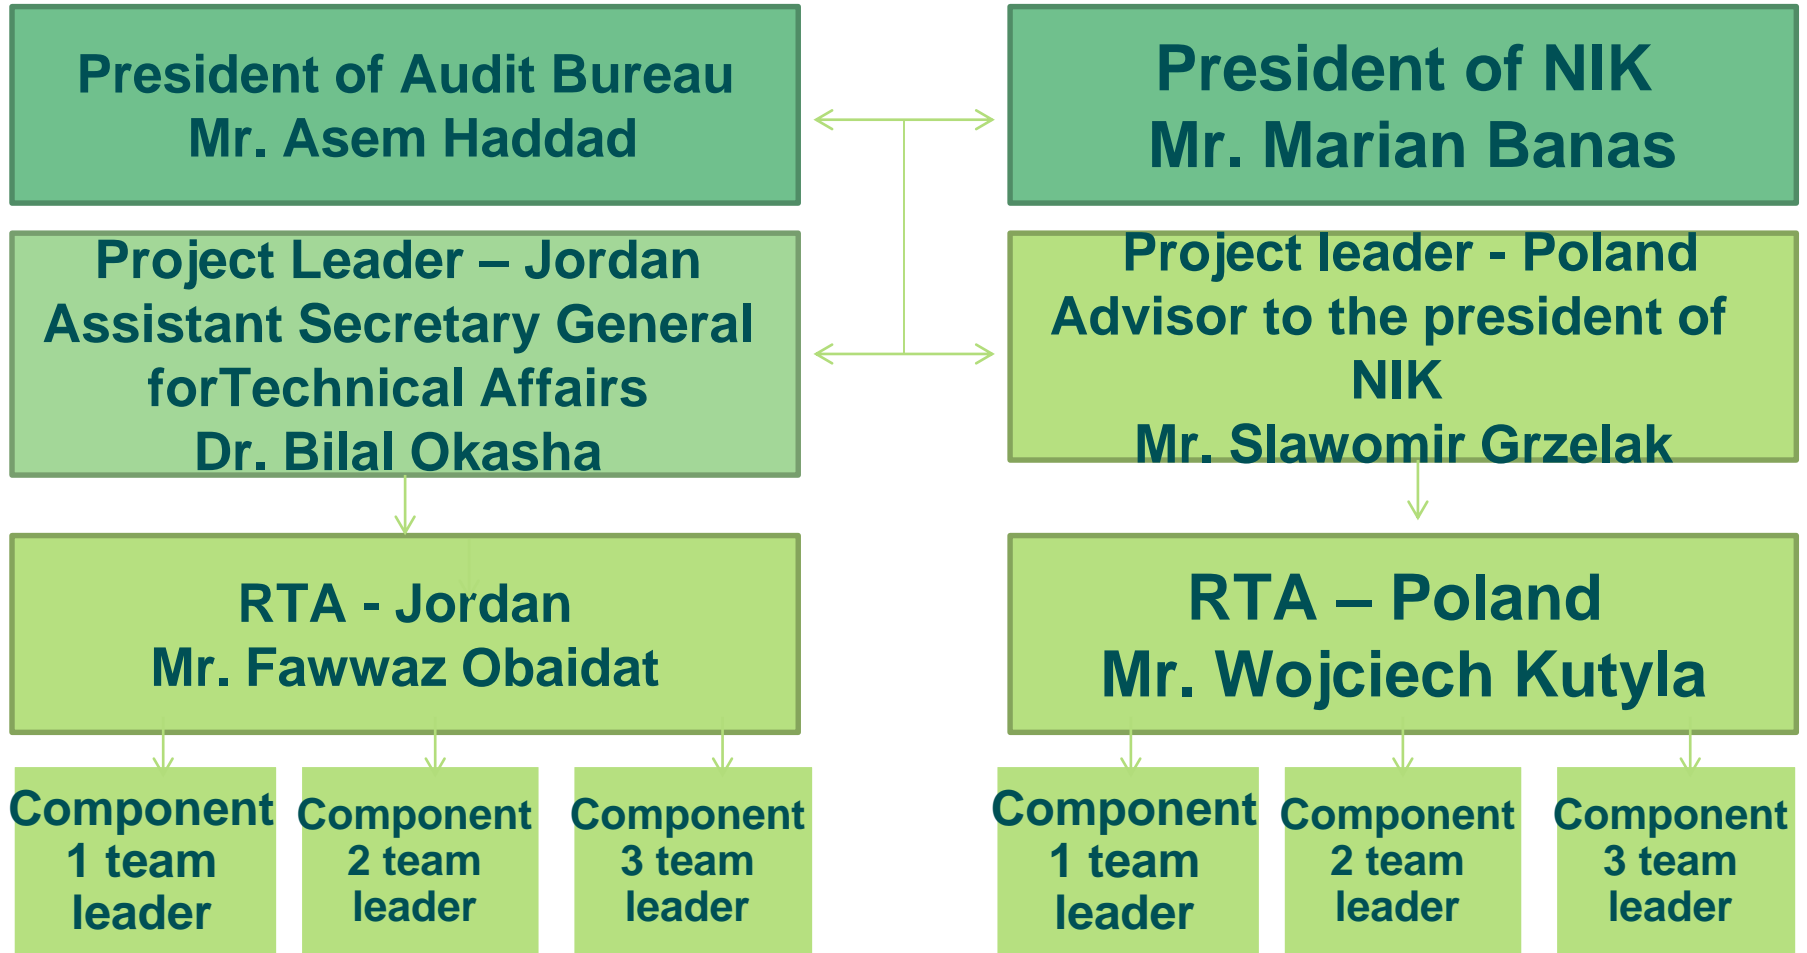 President of Audit Bureau
Mr. Asem Haddad
President of NIK
Mr. Marian Banas
Project Leader – Jordan
Assistant Secretary General
forTechnical Affairs
Dr. Bilal Okasha
Project leader - Poland
Advisor to the president of
NIK
Mr. Slawomir Grzelak
RTA - Jordan
Mr. Fawwaz Obaidat
RTA – Poland
Mr. Wojciech Kutyla
Component
1 team
leader
Component
2 team
leader
Component
3 team
leader
Component
1 team
leader
Component
2 team
leader
Component
3 team
leader